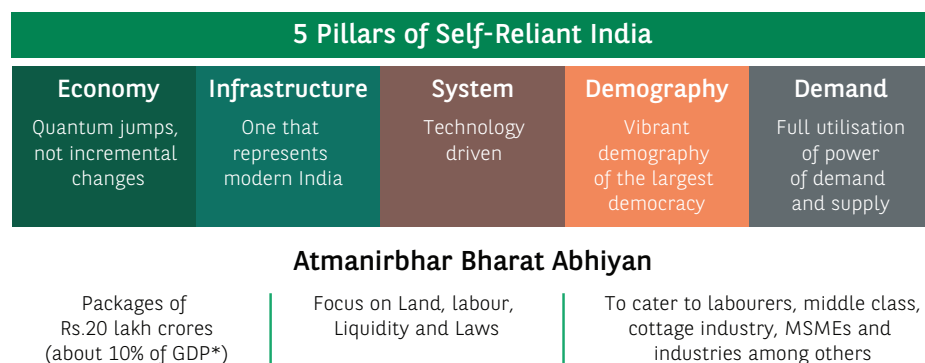 5 Pillars of Self-Reliant India
Economy
Quantum jumps,
not incremental
changes
Infrastructure
One that
represents
modern India
System
Technology
driven
Demography
Vibrant
demography
of the largest
democracy
Demand
Full utilisation
of power
of demand
and supply
Atmanirbhar Bharat Abhiyan
Packages of
Rs.20 lakh crores
(about 10% of GDP*)
Focus on Land, labour,
Liquidity and Laws
To cater to labourers, middle class,
cottage industry, MSMEs and
industries among others